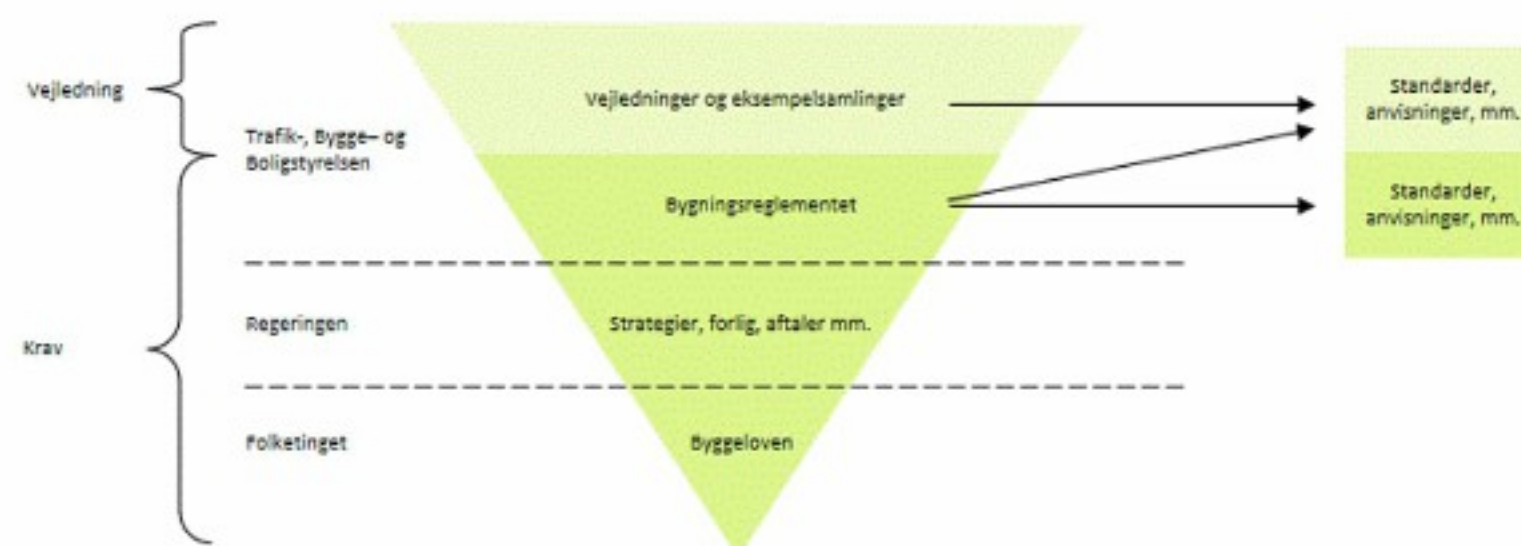 Vejledning
Vejledninger og eksempelsamlinger
Standarder,
anvisninger, mm.
Trafik-, Bygge– og
Boligstyrelsen
Bygningsreglementet
Standarder,
anvisninger, mm.
Krav
Regeringen
Strategier, forlig, aftaler mm.
Folketinget
Byggeloven